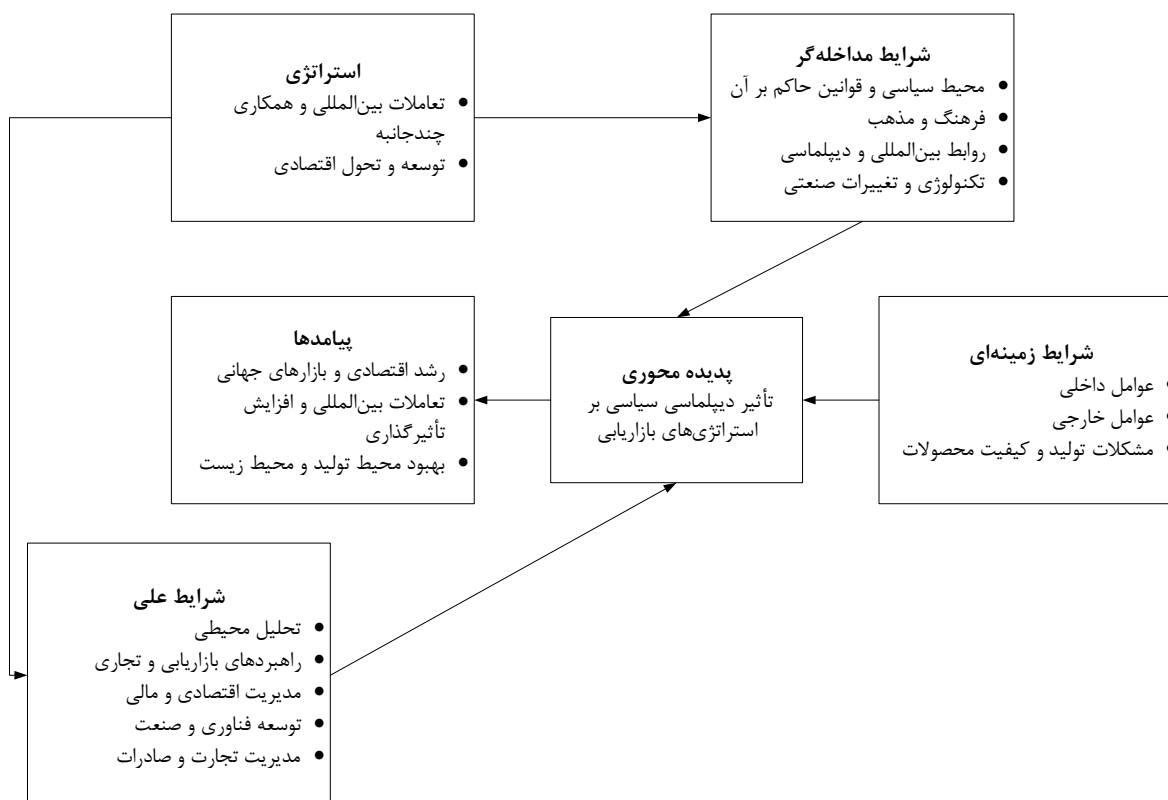 شرایط مداخله‌گر
• محیط سیاسی و قوانین حاکم بر آن
• فرهنگ و مذهب
• روابط بین‌المللی و دیپلماسی
• تکنولوژی و تغییرات صنعتی
استراتژی
• تعاملات بین‌المللی و همکاری
چندجانبه
• توسعه و تحول اقتصادی
شرایط زمینه‌ای
• عوامل داخلی
• عوامل خارجی
• مشکلات تولید و کیفیت محصولات
پدیده محوری
تأثیر دیپلماسی سیاسی بر
استراتژی‌های بازاریابی
پیامدها
• رشد اقتصادی و بازارهای جهانی
• تعاملات بین‌المللی و افزایش
تأثیرگذاری
• بهبود محیط تولید و محیط زیست
شرایط علی
• تحلیل محیطی
• راهبردهای بازاریابی و تجاری
• مدیریت اقتصادی و مالی
• توسعه فناوری و صنعت
• مدیریت تجارت و صادرات